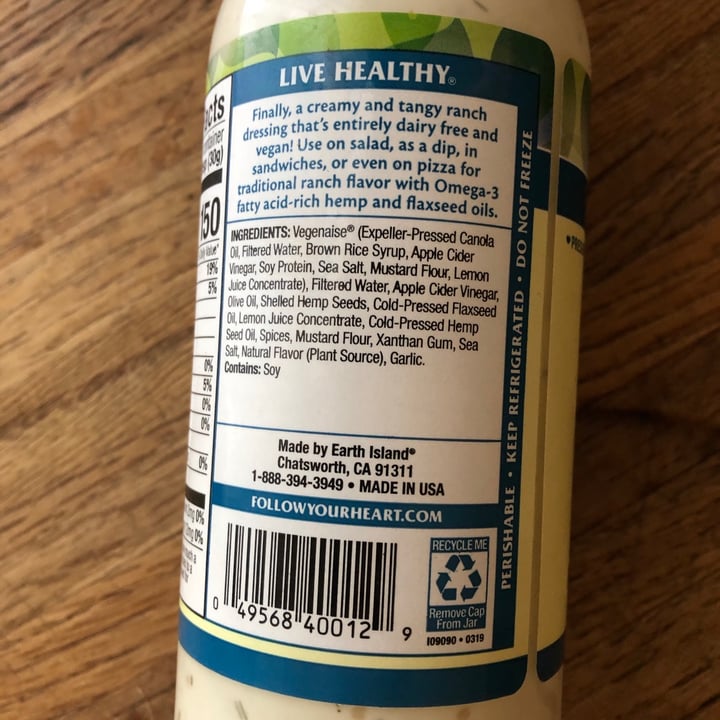 LIVE HEALTHY®
Finally, a creamy and tangy ranch
dressing that's entirely dairy free and
vegan! Use on salad, as a dip, in
sandwiches, or even on pizza for
traditional ranch flavor with Omega-3
fatty acid-rich hemp and flaxseed oils.
INGREDIENTS: Vegenaise® (Expeller-Pressed Canola
Oil, Filtered Water, Brown Rice Syrup, Apple Cider
Vinegar, Soy Protein, Sea Salt, Mustard Flour, Lemon
Juice Concentrate), Filtered Water, Apple Cider Vinegar,
Olive Oil, Shelled Hemp Seeds, Cold-Pressed Flaxseed
Oil, Lemon Juice Concentrate, Cold-Pressed Hemp
Seed Oil, Spices, Mustard Flour, Xanthan Gum, Sea
Salt, Natural Flavor (Plant Source), Garlic.
Contains: Soy
Made by Earth Island®
Chatsworth, CA 91311
1-888-394-3949 • MADE IN USA
FOLLOWYOURHEART.COM
0 49568 40012 9
RECYCLE ME
Remove Cap
From Jar
109090 • 0319
PERISHABLE • KEEP REFRIGERATED • DO NOT FREEZE
(30g)
150
19%
5%
0%
5%
0%
0%
0%
0%
0%